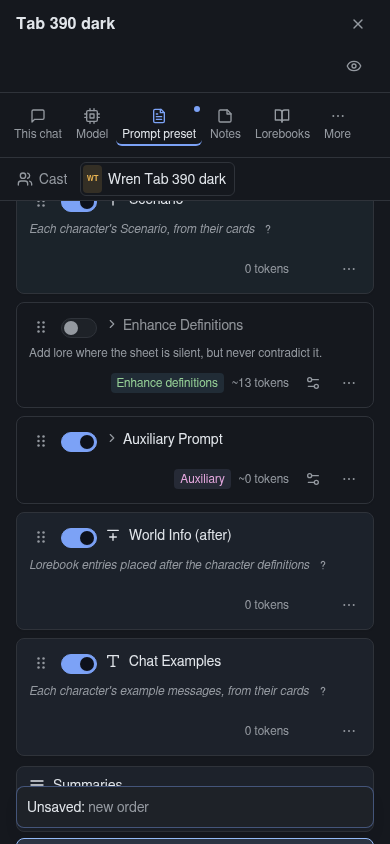 Tab 390 dark
This chat
Model
Prompt preset
Notes
Lorebooks
More
Cast
WT
Wren Tab 390 dark
Scenario
Each character's Scenario, from their cards ?
0 tokens
Enhance Definitions
Add lore where the sheet is silent, but never contradict it.
Enhance definitions ~13 tokens
Auxiliary Prompt
Auxiliary ~0 tokens
World Info (after)
Lorebook entries placed after the character definitions ?
0 tokens
Chat Examples
Each character's example messages, from their cards ?
0 tokens
Summaries
Unsaved: new order